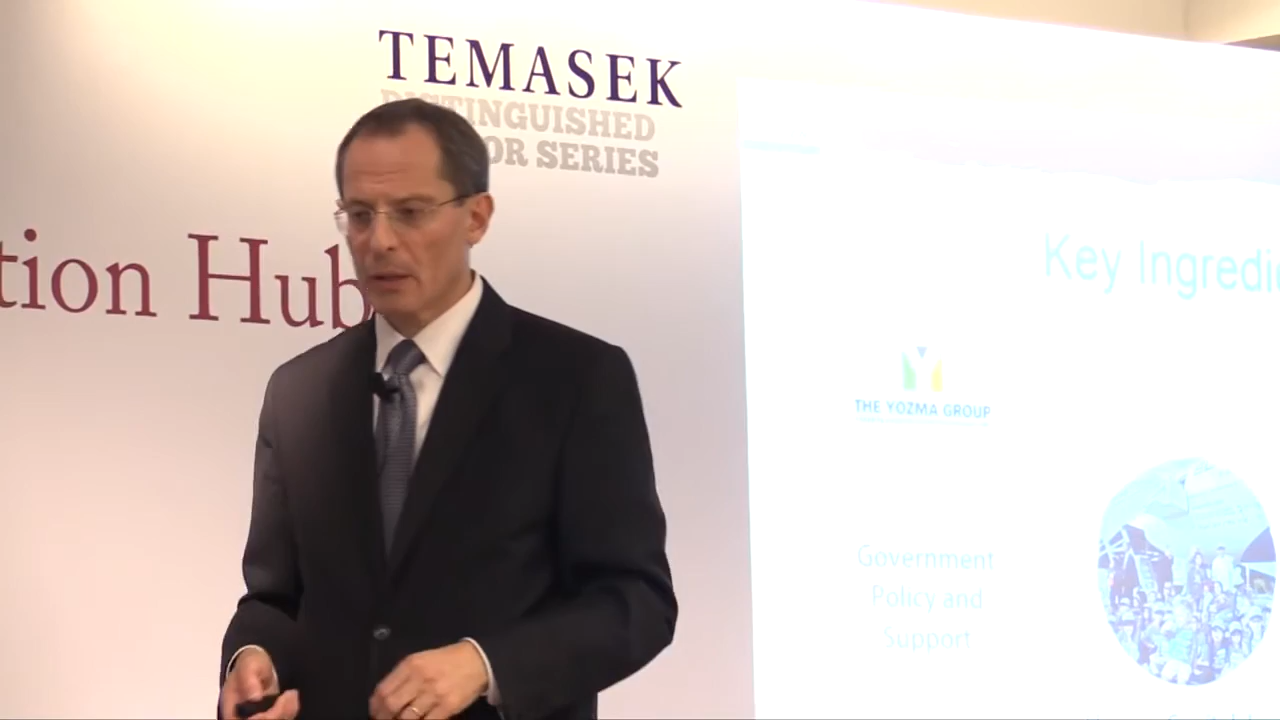 TEMASEK
DISTINGUISHED
OR SERIES
tion Hub
Key Ingredi
THE YOZMA GROUP
Government
Policy and
Support